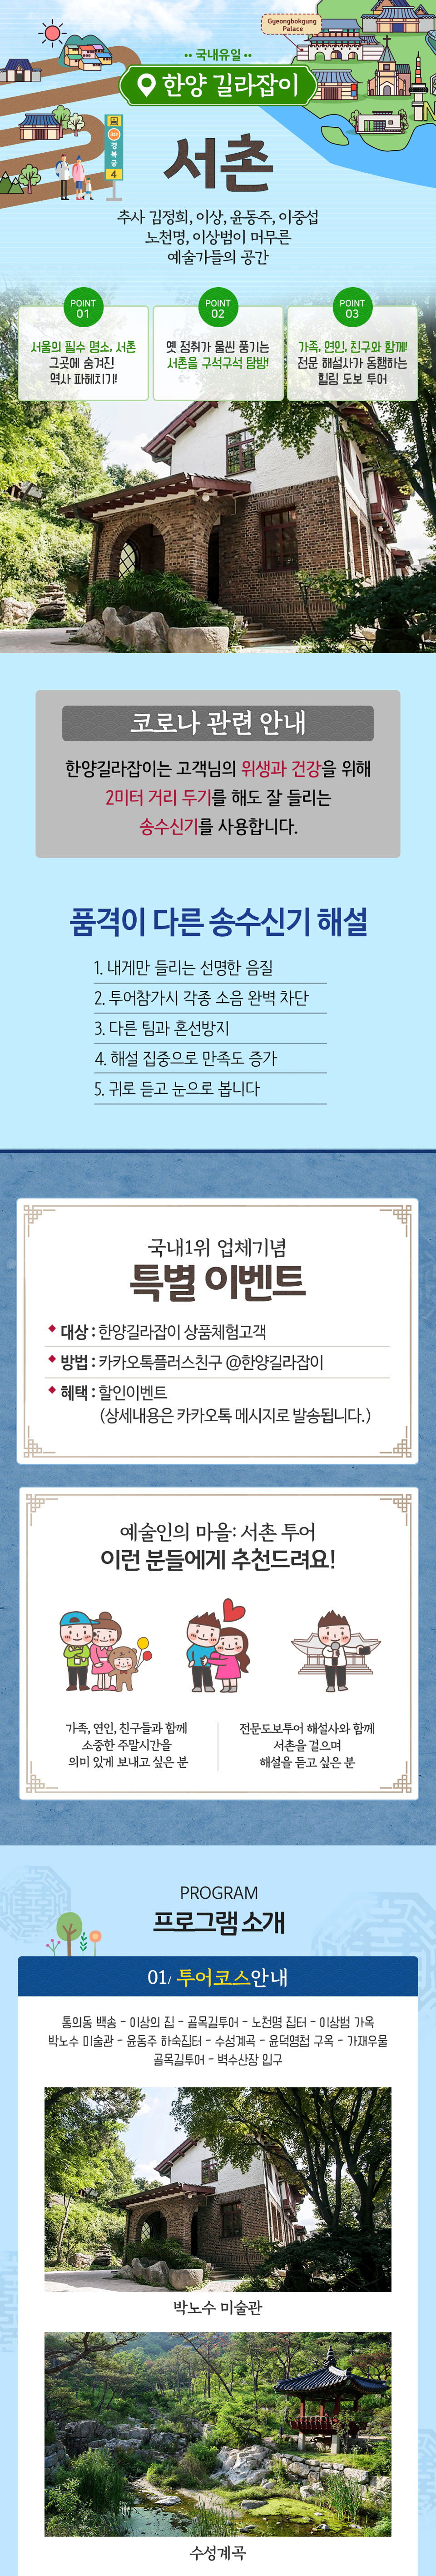 Gyeongbokgung
Palace
•• 국내유일 ••
한양 길라잡이
경복궁
4
서촌
추사 김정희, 이상, 윤동주, 이중섭
노천명, 이상범이 머무른
예술가들의 공간
POINT
01
서울의 필수 명소, 서촌
그곳에 숨겨진
역사 파헤치기!
POINT
02
옛 정취가 물씬 풍기는
서촌을 구석구석 탐방!
POINT
03
가족, 연인, 친구와 함께!
전문 해설사가 동행하는
힐링 도보 투어
코로나 관련 안내
한양길라잡이는 고객님의 위생과 건강을 위해
2미터 거리 두기를 해도 잘 들리는
송수신기를 사용합니다.
품격이 다른 송수신기 해설
1. 내게만 들리는 선명한 음질
2. 투어참가시 각종 소음 완벽 차단
3. 다른 팀과 혼선방지
4. 해설 집중으로 만족도 증가
5. 귀로 듣고 눈으로 봅니다
국내1위 업체기념
특별 이벤트
대상 : 한양길라잡이 상품체험고객
방법 : 카카오톡플러스친구 @한양길라잡이
혜택 : 할인이벤트
(상세내용은 카카오톡 메시지로 발송됩니다.)
예술인의 마을: 서촌 투어
이런 분들에게 추천드려요!
가족, 연인, 친구들과 함께
소중한 주말시간을
의미 있게 보내고 싶은 분
전문도보투어 해설사와 함께
서촌을 걸으며
해설을 듣고 싶은 분
PROGRAM
프로그램 소개
01/ 투어코스안내
통의동 백송 - 이상의 집 - 골목길투어 - 노천명 집터 - 이상범 가옥
박노수 미술관 - 윤동주 하숙집터 - 수성계곡 - 윤덕영첩 구옥 - 가재우물
골목길투어 - 벽수산장 입구
박노수 미술관
수성계곡